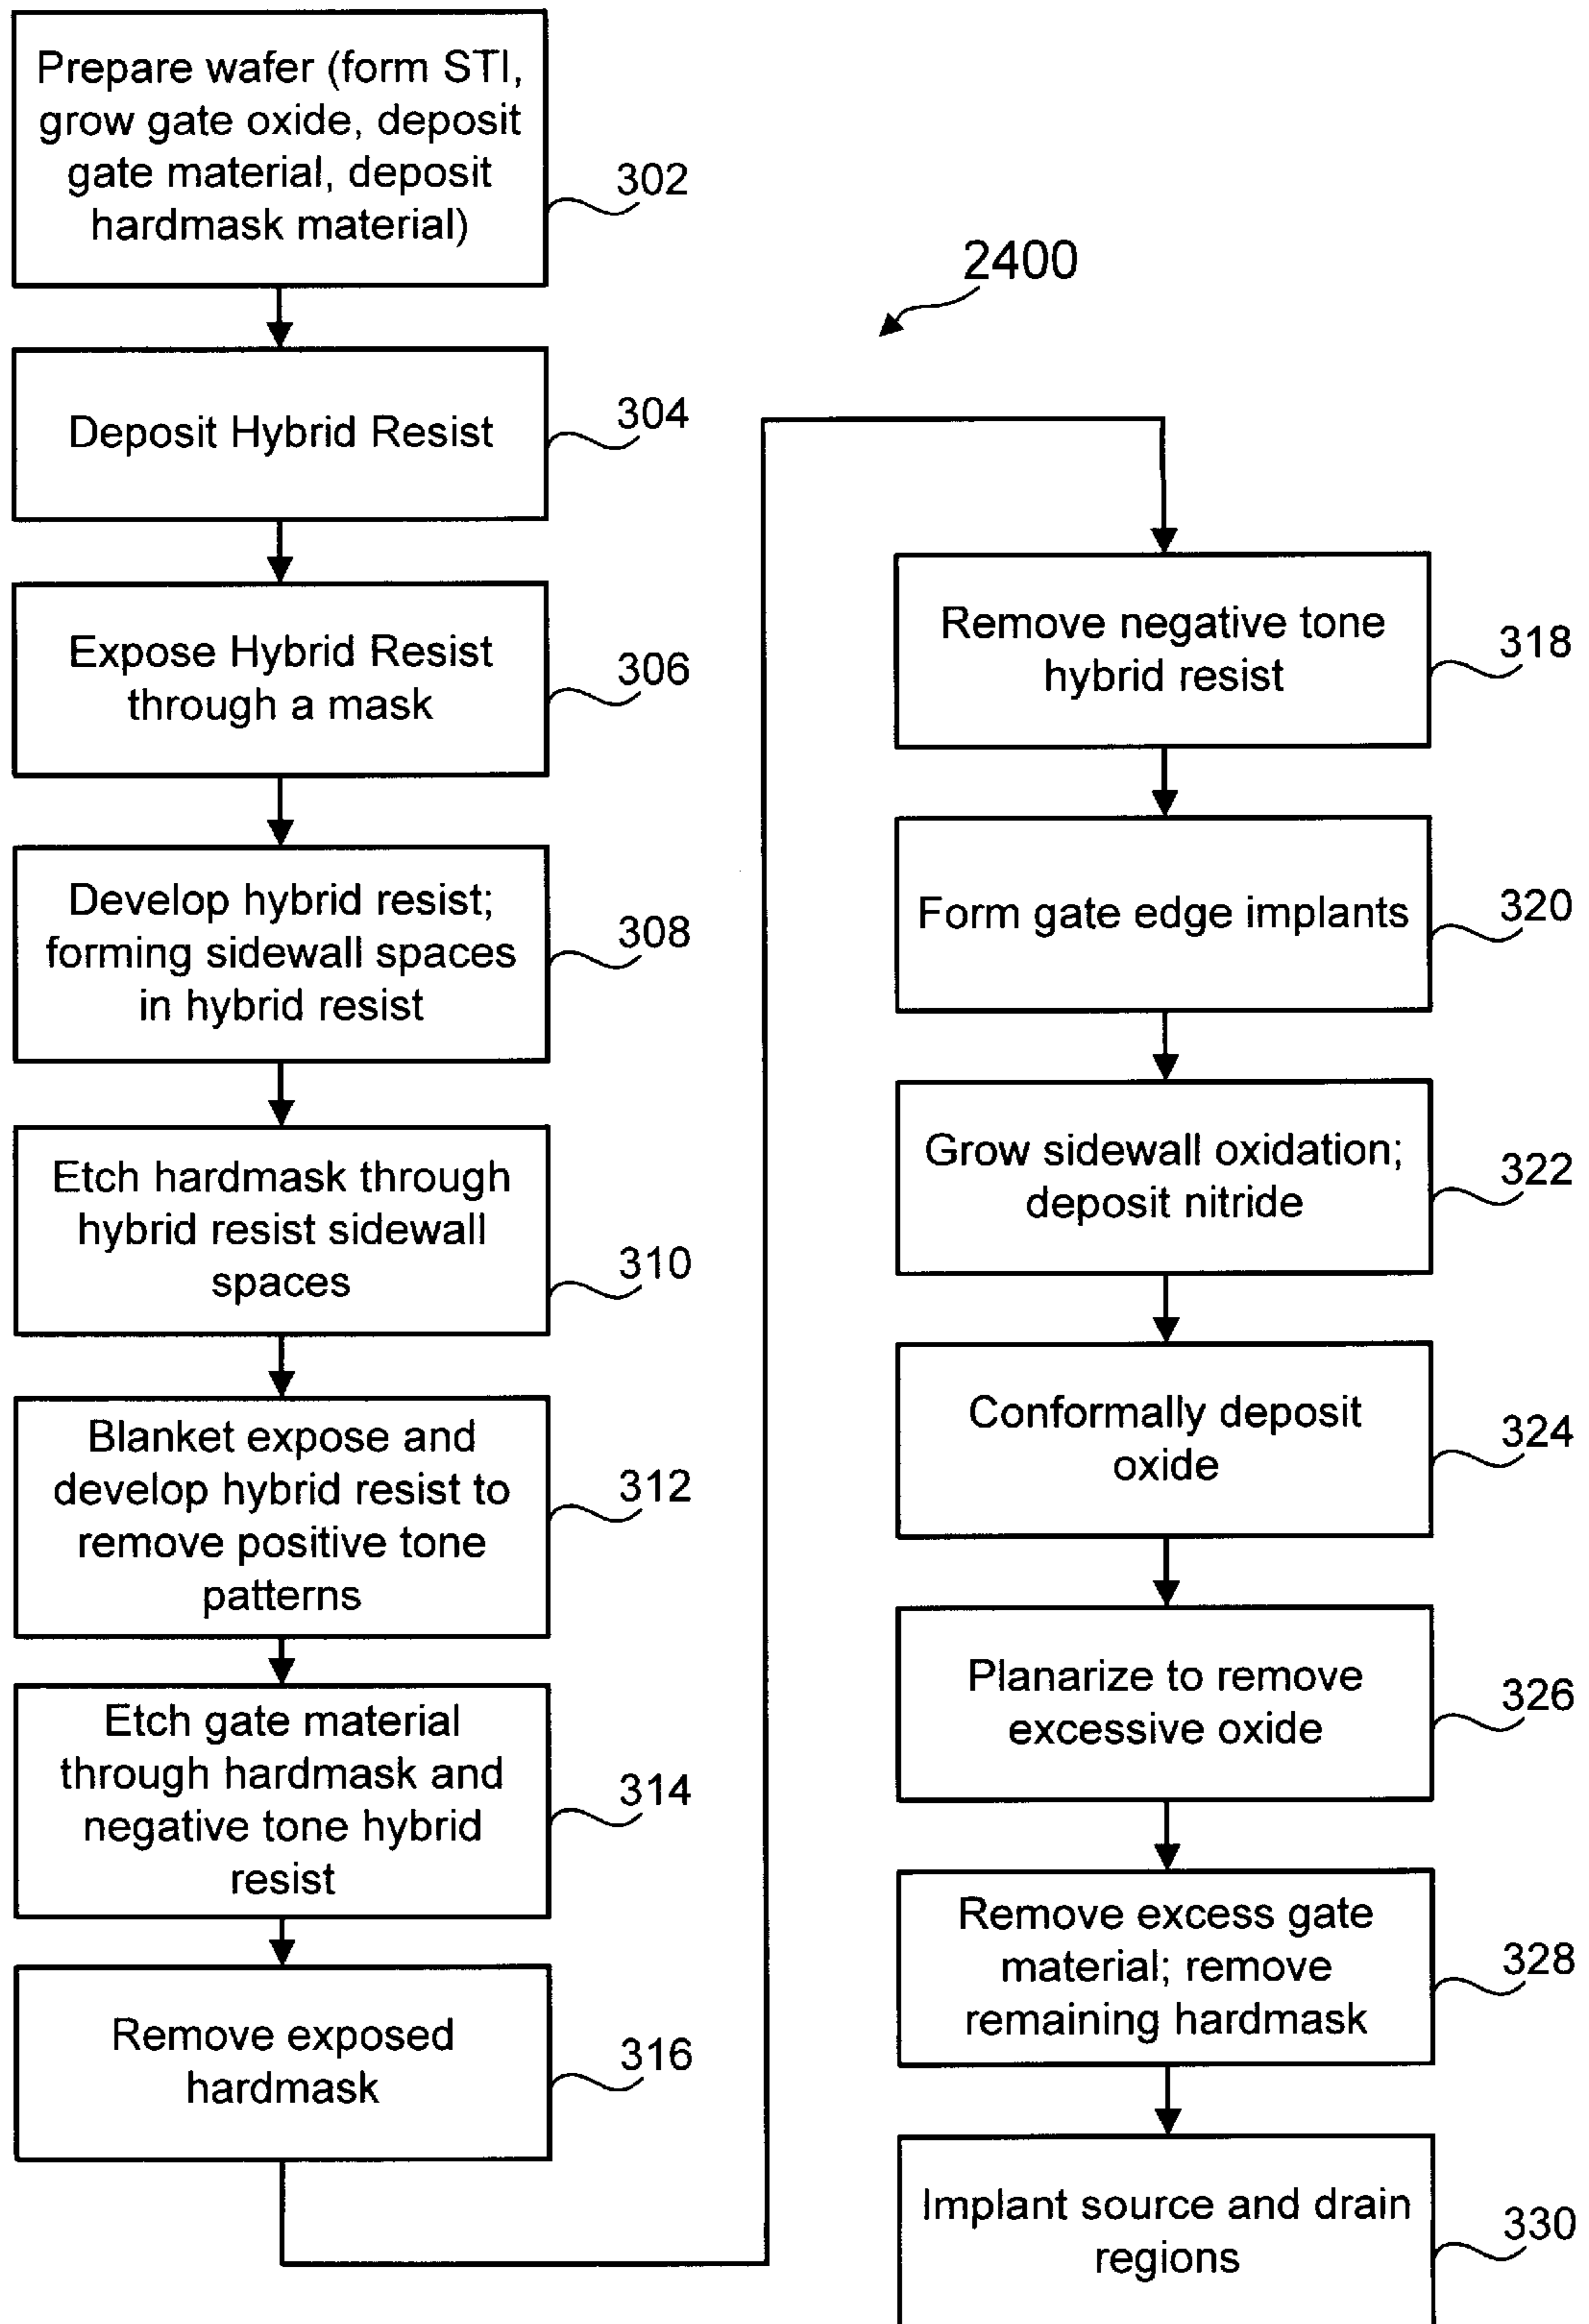 Prepare wafer (form STI,
grow gate oxide, deposit
gate material, deposit
hardmask material)
302
Deposit Hybrid Resist
304
Expose Hybrid Resist
through a mask
306
Develop hybrid resist;
forming sidewall spaces
in hybrid resist
308
Etch hardmask through
hybrid resist sidewall
spaces
310
Blanket expose and
develop hybrid resist to
remove positive tone
patterns
312
Etch gate material
through hardmask and
negative tone hybrid
resist
314
Remove exposed
hardmask
316
2400
Remove negative tone
hybrid resist
318
Form gate edge implants
320
Grow sidewall oxidation;
deposit nitride
322
Conformally deposit
oxide
324
Planarize to remove
excessive oxide
326
Remove excess gate
material; remove
remaining hardmask
328
Implant source and drain
regions
330